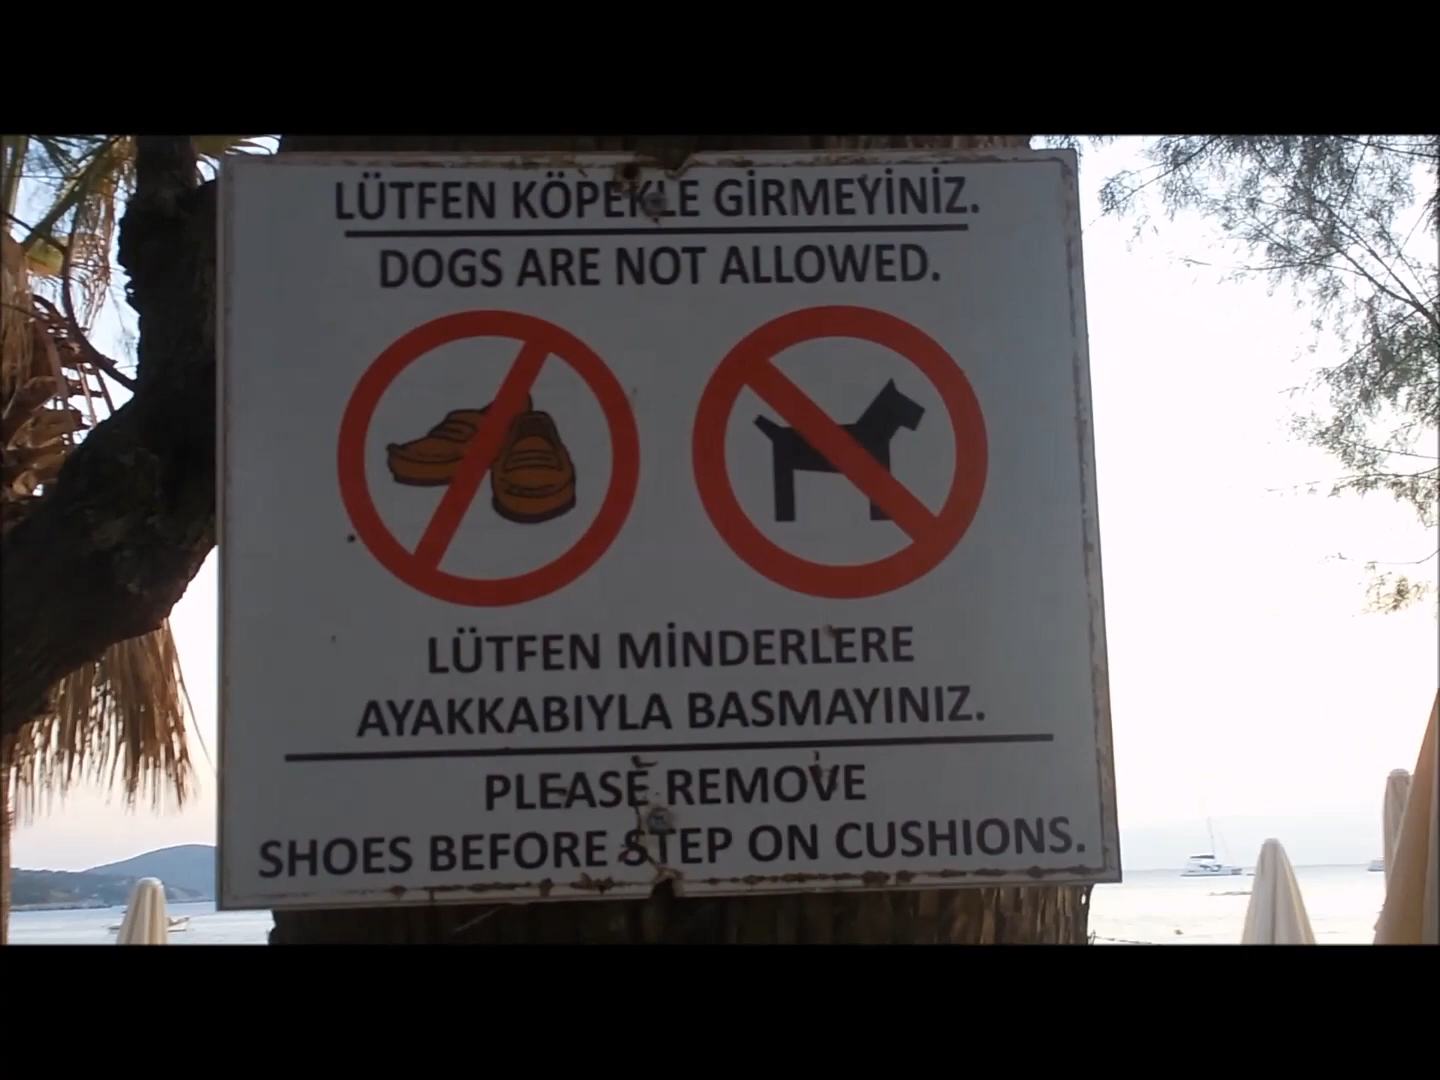 LÜTFEN KÖPEKLE GİRMEYİNİZ.
DOGS ARE NOT ALLOWED.
LÜTFEN MİNDERLERE
AYAKKABIYLA BASMAYINIZ.
PLEASE REMOVE
SHOES BEFORE STEP ON CUSHIONS.